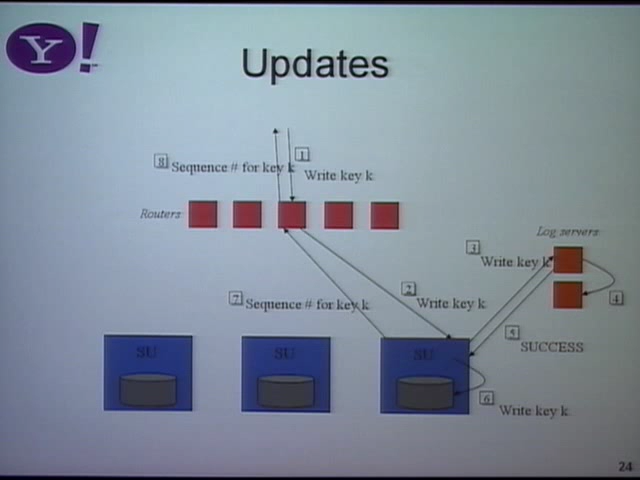 Y!
Updates
8 Sequence # for key k
1 Write key k
Routers
Log servers
3 Write key k
2 Write key k
4
7 Sequence # for key k
5 SUCCESS
SU SU SU
6 Write key k
24